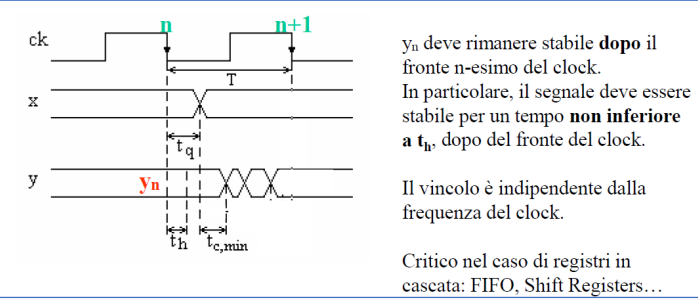 n
n+1
ck
T
x
t_q
y
y_n
t_h
t_c,min
y_n deve rimanere stabile dopo il
fronte n-esimo del clock.
In particolare, il segnale deve essere
stabile per un tempo non inferiore
a t_h, dopo del fronte del clock.
Il vincolo è indipendente dalla
frequenza del clock.
Critico nel caso di registri in
cascata: FIFO, Shift Registers…